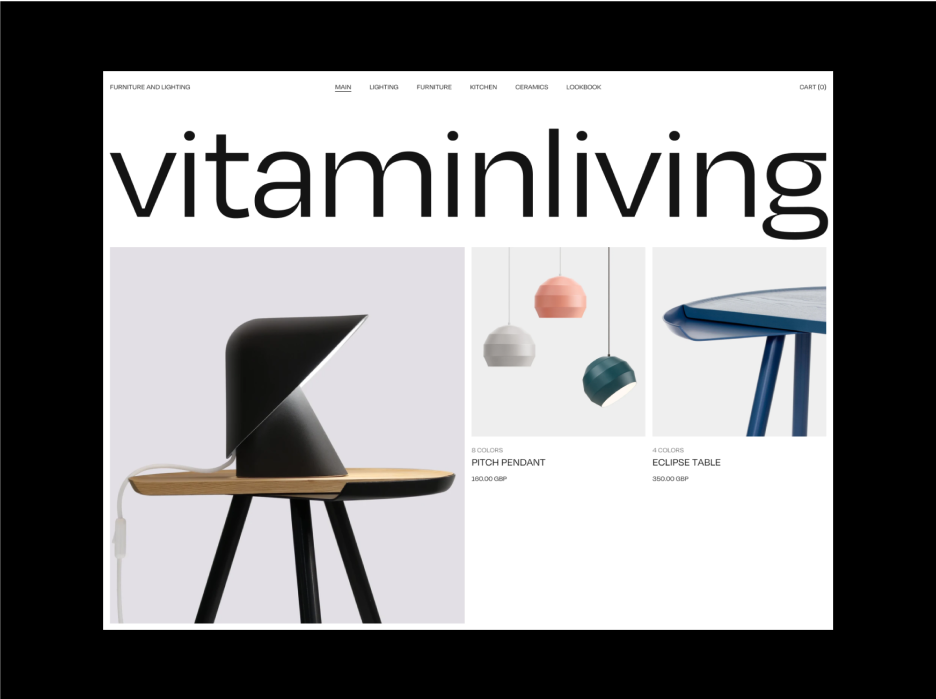 FURNITURE AND LIGHTING
MAIN LIGHTING FURNITURE KITCHEN CERAMICS LOOKBOOK
CART (0)
vitaminliving
8 COLORS
PITCH PENDANT
160.00 GBP
4 COLORS
ECLIPSE TABLE
350.00 GBP